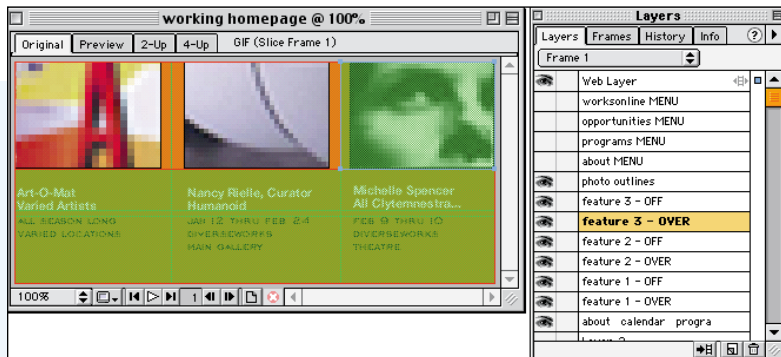 working homepage @ 100%
Original Preview 2-Up 4-Up GIF (Slice Frame 1)
Art-O-Mat
Varied Artists
ALL SEASON LONG
VARIED LOCATIONS
Nancy Rielle, Curator
Humanoid
JAN 12 THRU FEB 24
DIVERSEWORKS
MAIN GALLERY
Michelle Spencer
All Clytemnestra...
FEB 9 THRU 10
DIVERSEWORKS
THEATRE
100% 1
Layers
Layers Frames History Info ?
Frame 1
Web Layer
worksonline MENU
opportunities MENU
programs MENU
about MENU
photo outlines
feature 3 - OFF
feature 3 - OVER
feature 2 - OFF
feature 2 - OVER
feature 1 - OFF
feature 1 - OVER
about calendar progra